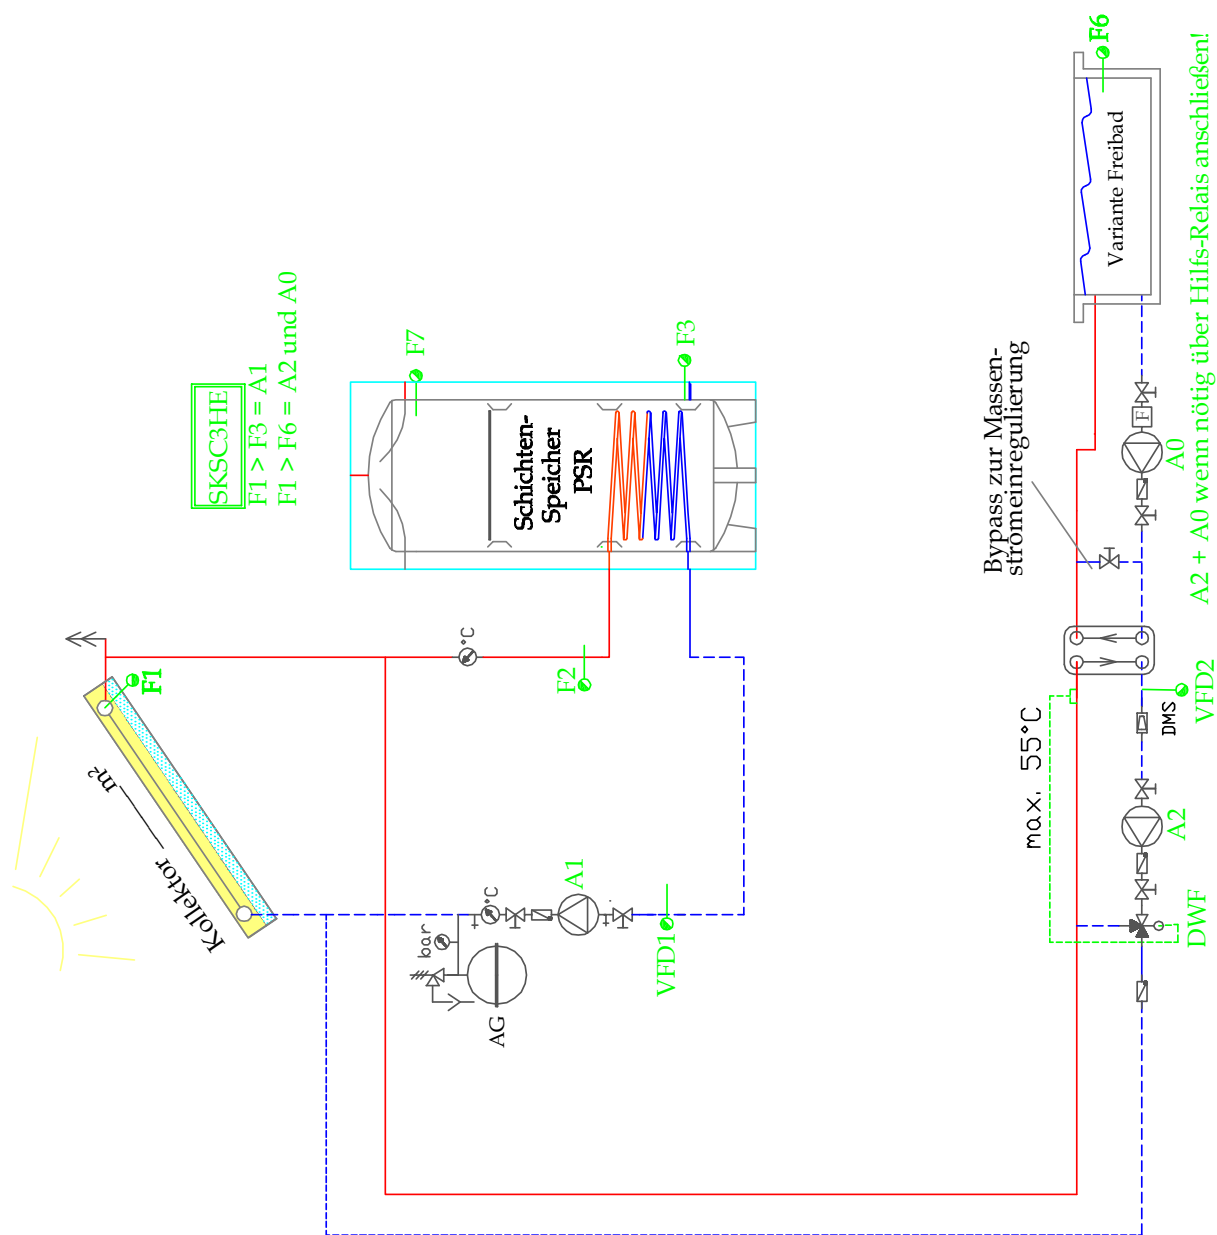 SKSC3HE
F1 > F3 = A1
F1 > F6 = A2 und A0
F1
Kollektor
m²
°C
F2
F7
F3
Schichten-
Speicher
PSR
bar
°C
AG
A1
VFD1
F6
Variante Freibad
Bypass zur Massen-
stromeinregulierung
F
A0
max. 55°C
DMS
VFD2
A2
DWF
A2 + A0 wenn nötig über Hilfs-Relais anschließen!